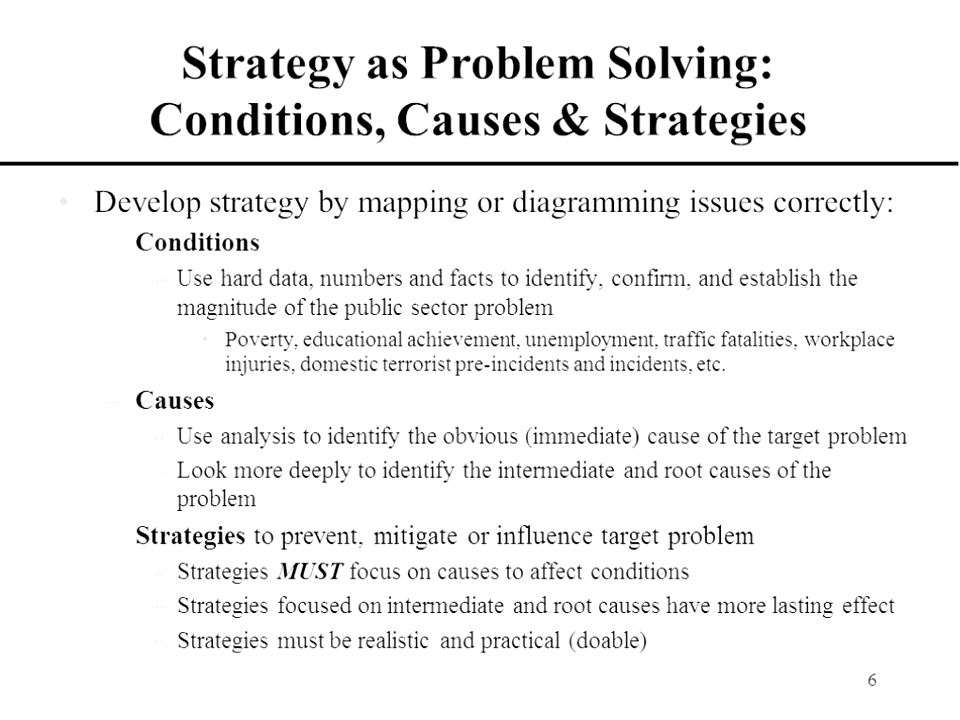 Strategy as Problem Solving:
Conditions, Causes & Strategies
• Develop strategy by mapping or diagramming issues correctly:
Conditions
» Use hard data, numbers and facts to identify, confirm, and establish the
magnitude of the public sector problem
• Poverty, educational achievement, unemployment, traffic fatalities, workplace
injuries, domestic terrorist pre-incidents and incidents, etc.
– Causes
» Use analysis to identify the obvious (immediate) cause of the target problem
» Look more deeply to identify the intermediate and root causes of the
problem
– Strategies to prevent, mitigate or influence target problem
» Strategies MUST focus on causes to affect conditions
» Strategies focused on intermediate and root causes have more lasting effect
» Strategies must be realistic and practical (doable)
6